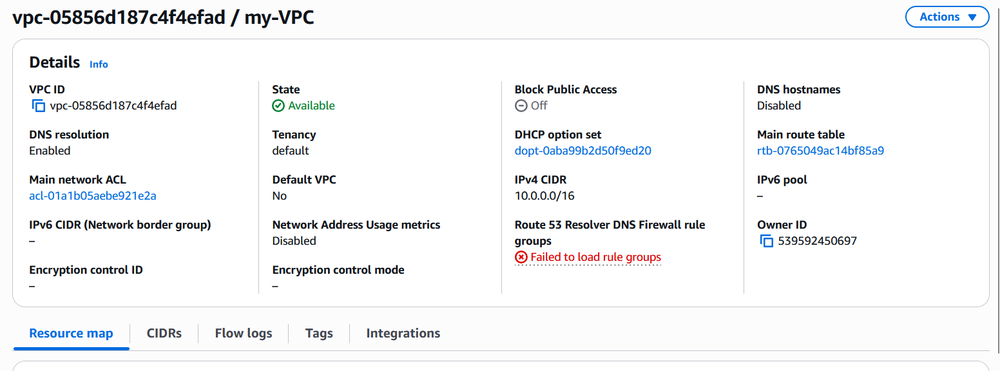 vpc-05856d187c4f4efad / my-VPC
Actions
Details Info
VPC ID
vpc-05856d187c4f4efad
State
Available
Block Public Access
Off
DNS hostnames
Disabled
DNS resolution
Enabled
Tenancy
default
DHCP option set
dopt-0aba99b2d50f9ed20
Main route table
rtb-0765049ac14bf85a9
Main network ACL
acl-01a1b05aebe921e2a
Default VPC
No
IPv4 CIDR
10.0.0.0/16
IPv6 pool
–
IPv6 CIDR (Network border group)
–
Network Address Usage metrics
Disabled
Route 53 Resolver DNS Firewall rule
groups
Failed to load rule groups
Owner ID
539592450697
Encryption control ID
–
Encryption control mode
–
Resource map
CIDRs
Flow logs
Tags
Integrations